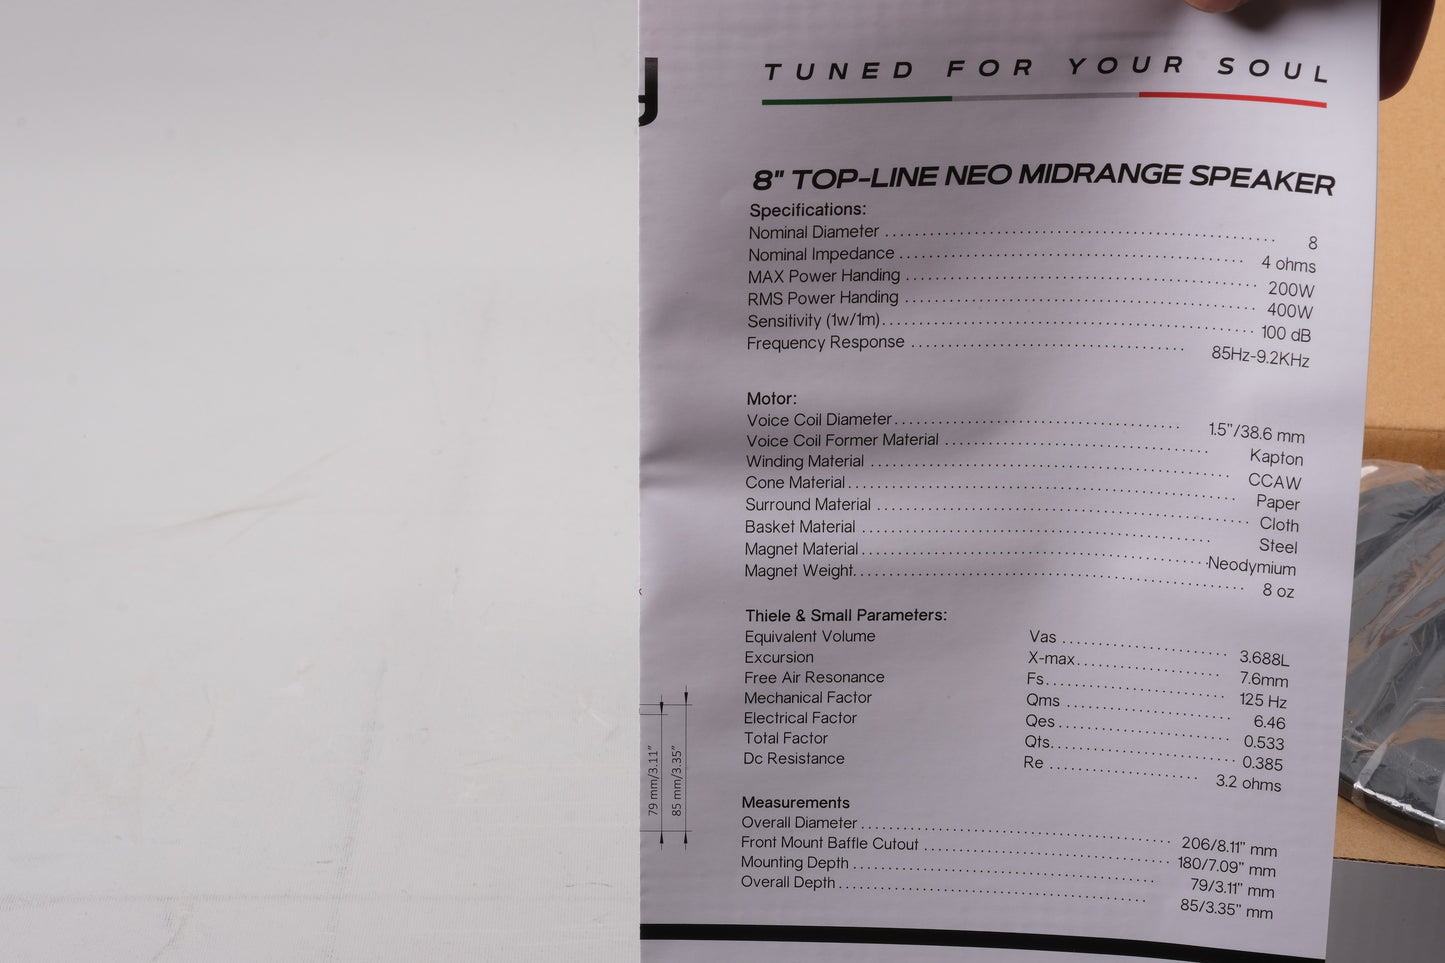 y
TUNED FOR YOUR SOUL
8" TOP-LINE NEO MIDRANGE SPEAKER
Specifications:
Nominal Diameter 8
Nominal Impedance 4 ohms
MAX Power Handing 200W
RMS Power Handing 400W
Sensitivity (1w/1m) 100 dB
Frequency Response 85Hz-9.2KHz
Motor:
Voice Coil Diameter 1.5"/38.6 mm
Voice Coil Former Material Kapton
Winding Material CCAW
Cone Material Paper
Surround Material Cloth
Basket Material Steel
Magnet Material Neodymium
Magnet Weight 8 oz
Thiele & Small Parameters:
Equivalent Volume Vas 3.688L
Excursion X-max 7.6mm
Free Air Resonance Fs 125 Hz
Mechanical Factor Qms 6.46
Electrical Factor Qes 0.533
Total Factor Qts 0.385
Dc Resistance Re 3.2 ohms
79 mm/3.11"
85 mm/3.35"
Measurements
Overall Diameter 206/8.11" mm
Front Mount Baffle Cutout 180/7.09" mm
Mounting Depth 79/3.11" mm
Overall Depth 85/3.35" mm